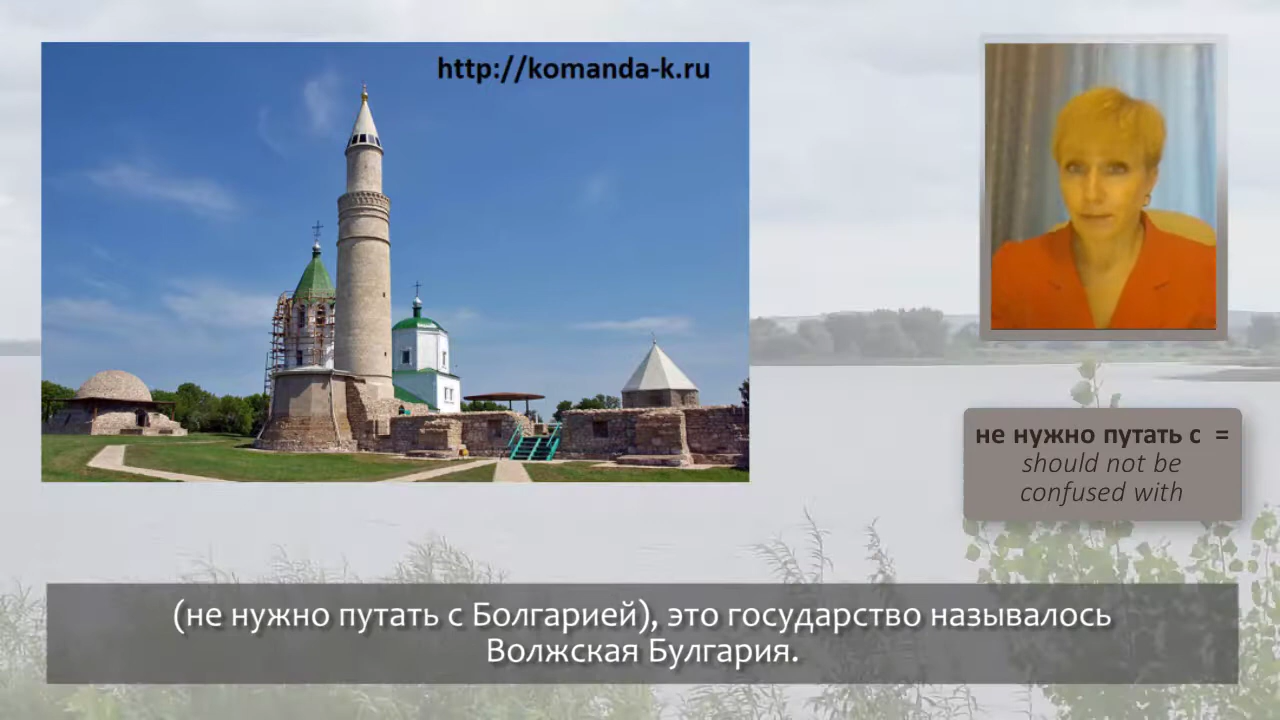 http://komanda-k.ru
не нужно путать с =
should not be
confused with
(не нужно путать с Болгарией), это государство называлось
Волжская Булгария.